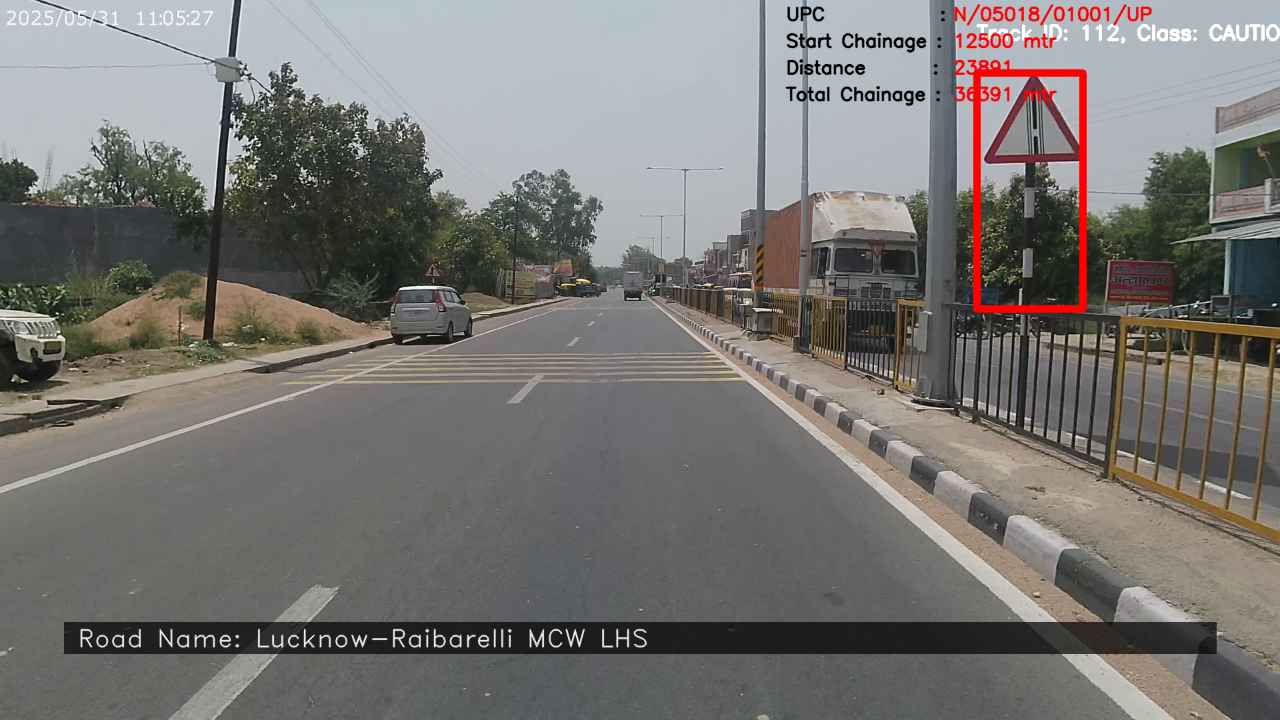 2025/05/31 11:05:27
UPC : N/05018/01001/UP
Track ID: 112, Class: CAUTIO
Start Chainage : 12500 mtr
Distance : 23891
Total Chainage : 36391 mtr
Road Name: Lucknow-Raibarelli MCW LHS